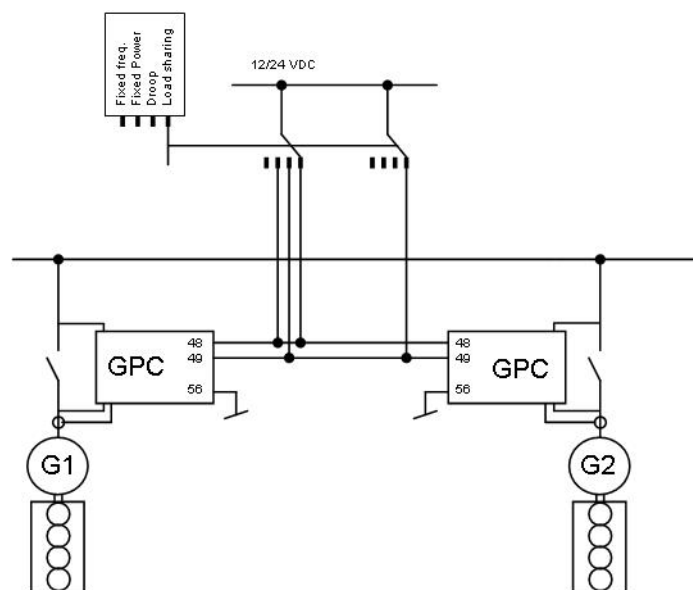 Fixed freq.
Fixed Power
Droop
Load sharing
12/24 VDC
GPC
48
49
56
48
49
56
GPC
G1
G2